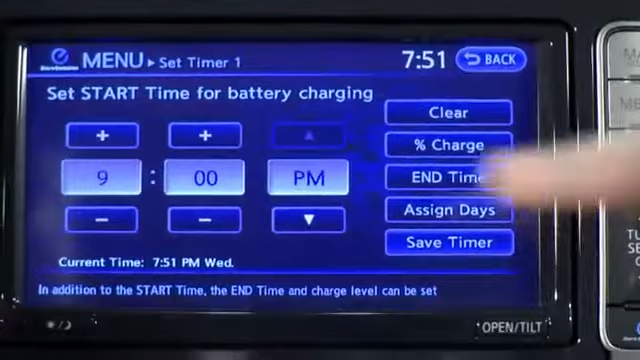 MENU ▸ Set Timer 1 7:51 BACK
Set START Time for battery charging
Clear
+ +
% Charge
9 : 00 PM
END Time
− −
Assign Days
Save Timer
Current Time: 7:51 PM Wed.
In addition to the START Time, the END Time and charge level can be set
OPEN/TILT